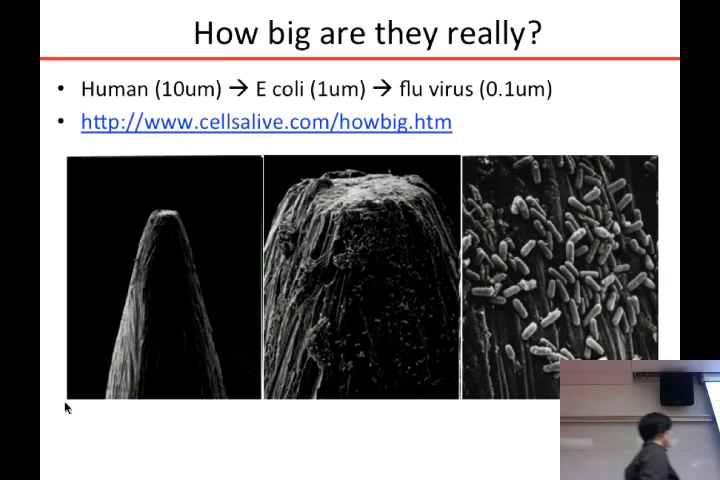 How big are they really?
• Human (10um) → E coli (1um) → flu virus (0.1um)
• http://www.cellsalive.com/howbig.htm